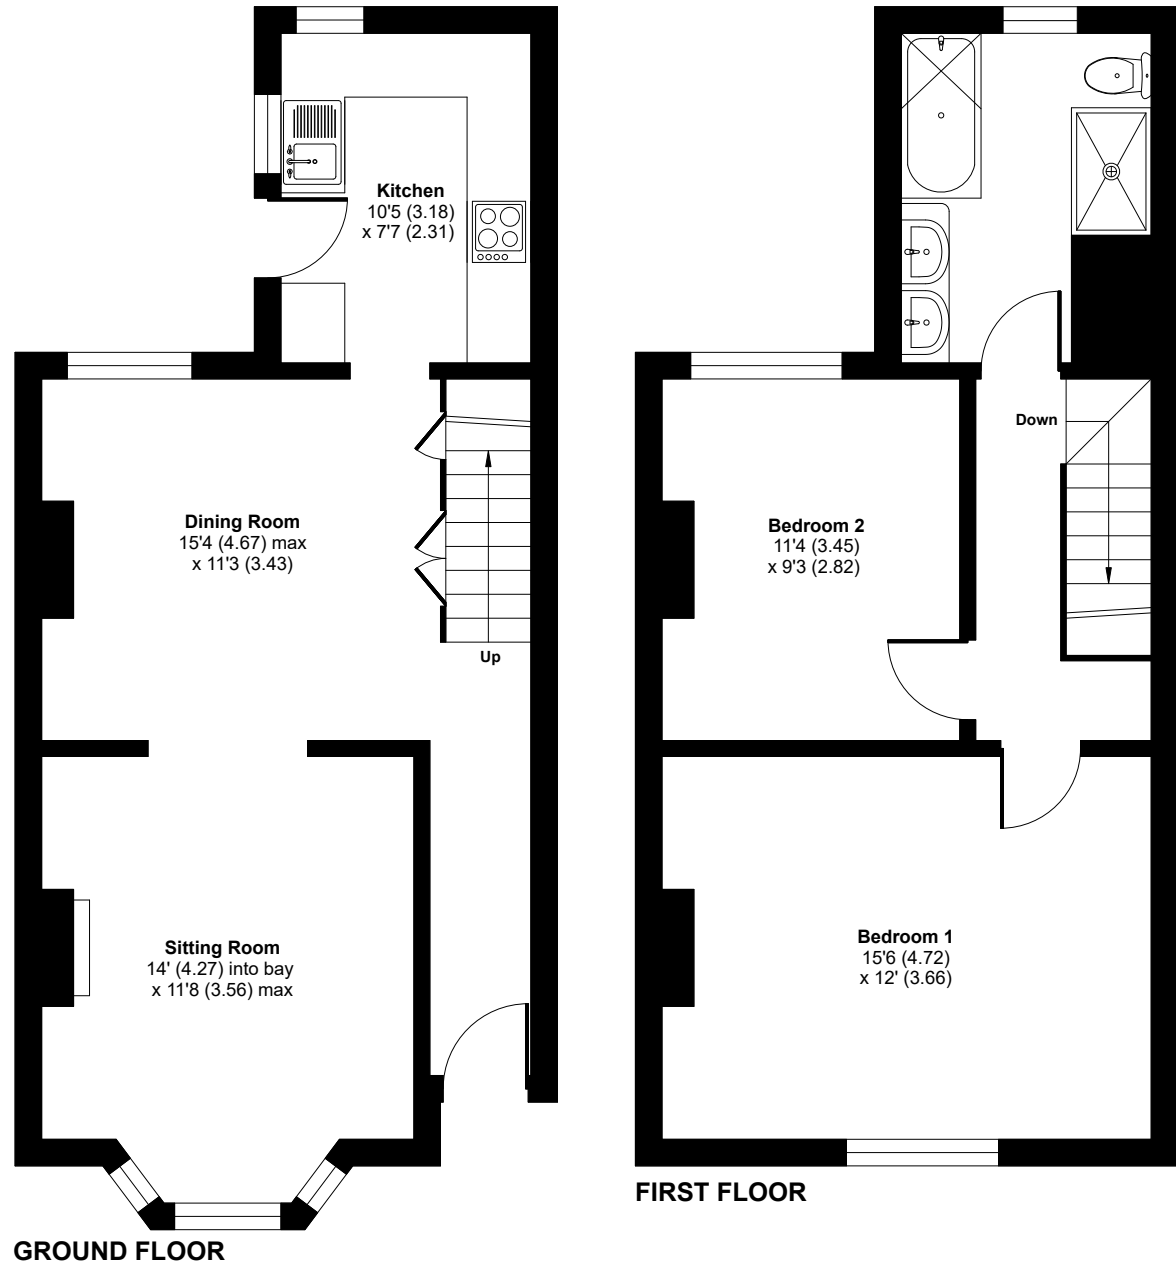 Kitchen
10'5 (3.18)
x 7'7 (2.31)
Dining Room
15'4 (4.67) max
x 11'3 (3.43)
Up
Sitting Room
14' (4.27) into bay
x 11'8 (3.56) max
GROUND FLOOR
Down
Bedroom 2
11'4 (3.45)
x 9'3 (2.82)
Bedroom 1
15'6 (4.72)
x 12' (3.66)
FIRST FLOOR